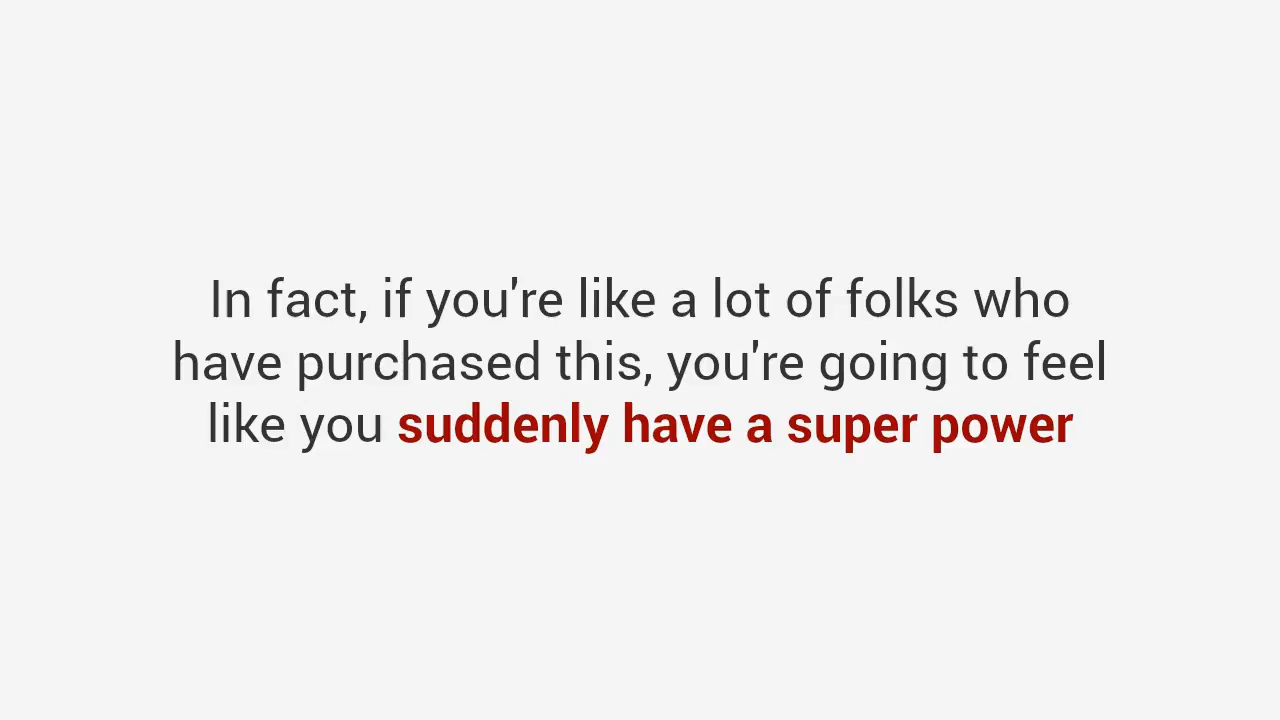 In fact, if you're like a lot of folks who
have purchased this, you're going to feel
like you suddenly have a super power